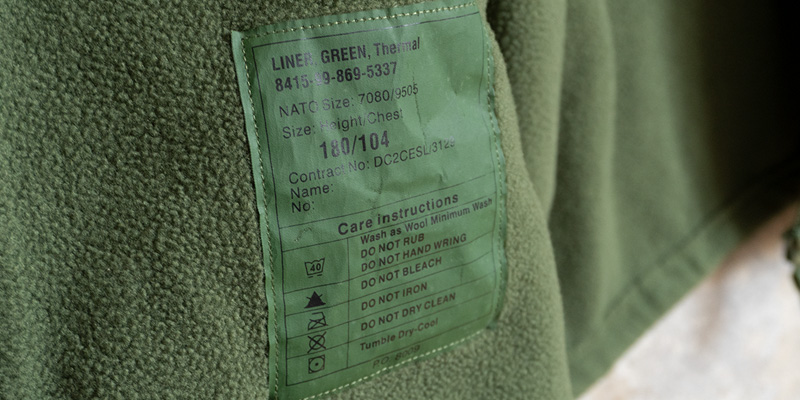 LINER, GREEN, Thermal
8415-99-869-5337
NATO Size: 7080/9505
Size: Height/Chest
180/104
Contract No: DC2CESL/3129
Name:
No:
Care Instructions
Wash as Wool Minimum Wash
DO NOT RUB
DO NOT HAND WRING
40
DO NOT BLEACH
DO NOT IRON
DO NOT DRY CLEAN
Tumble Dry-Cool